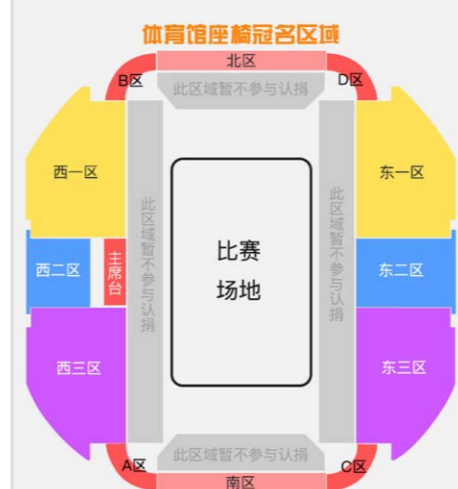 体育馆座椅冠名区域
北区
B区
D区
此区域暂不参与认捐
西一区
东一区
此区域暂不参与认捐
此区域暂不参与认捐
比赛
场地
西二区
主席台
东二区
西三区
东三区
此区域暂不参与认捐
A区
C区
南区